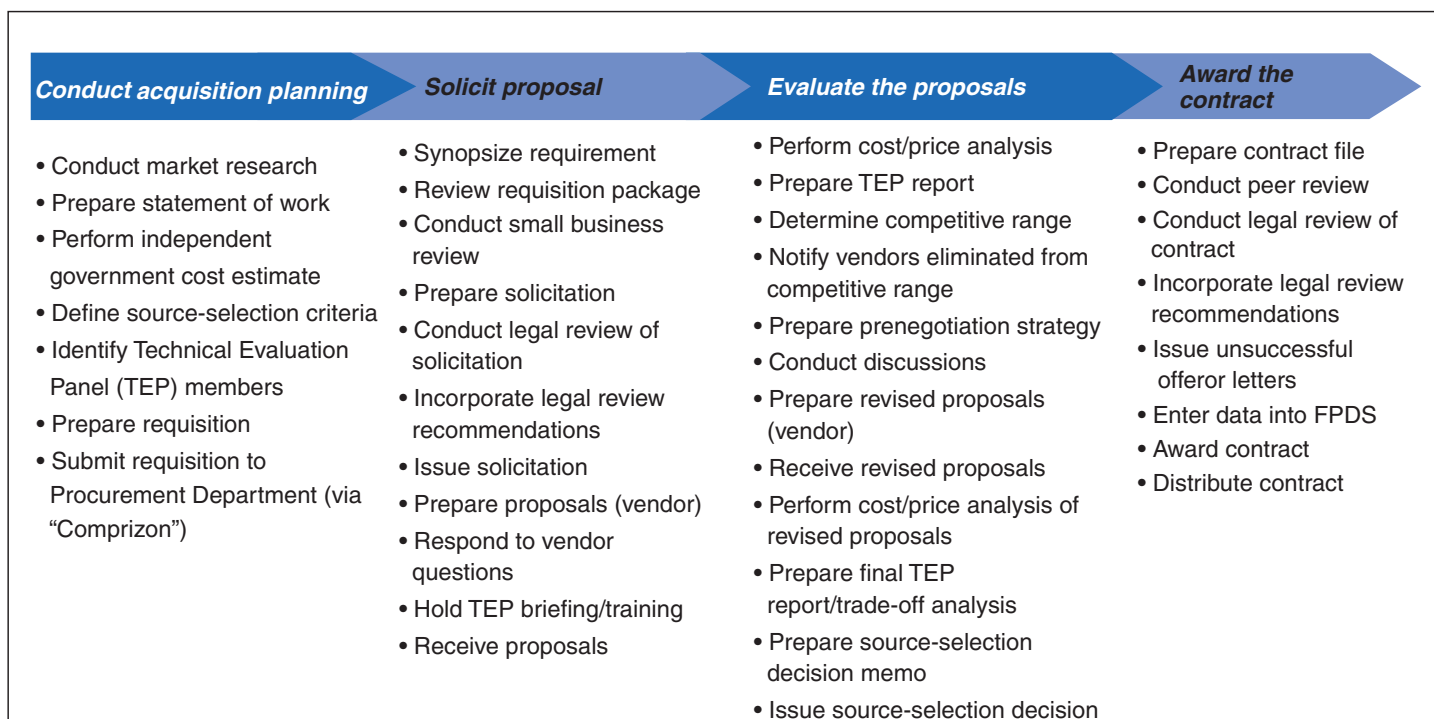 Conduct acquisition planning
• Conduct market research
• Prepare statement of work
• Perform independent
government cost estimate
• Define source-selection criteria
• Identify Technical Evaluation
Panel (TEP) members
• Prepare requisition
• Submit requisition to
Procurement Department (via
“Comprizon”)
Solicit proposal
• Synopsize requirement
• Review requisition package
• Conduct small business
review
• Prepare solicitation
• Conduct legal review of
solicitation
• Incorporate legal review
recommendations
• Issue solicitation
• Prepare proposals (vendor)
• Respond to vendor
questions
• Hold TEP briefing/training
• Receive proposals
Evaluate the proposals
• Perform cost/price analysis
• Prepare TEP report
• Determine competitive range
• Notify vendors eliminated from
competitive range
• Prepare prenegotiation strategy
• Conduct discussions
• Prepare revised proposals
(vendor)
• Receive revised proposals
• Perform cost/price analysis of
revised proposals
• Prepare final TEP
report/trade-off analysis
• Prepare source-selection
decision memo
• Issue source-selection decision
Award the
contract
• Prepare contract file
• Conduct peer review
• Conduct legal review of
contract
• Incorporate legal review
recommendations
• Issue unsuccessful
offeror letters
• Enter data into FPDS
• Award contract
• Distribute contract